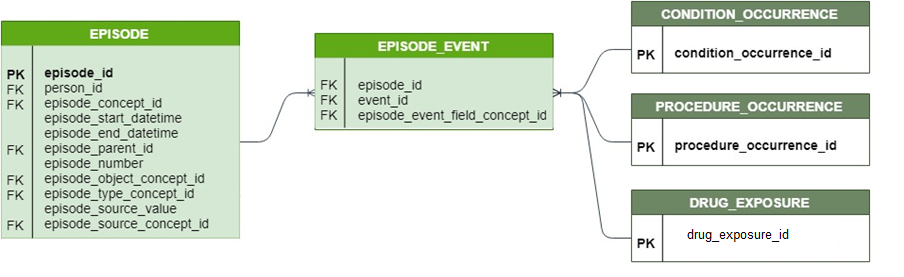 EPISODE
PK episode_id
FK person_id
FK episode_concept_id
episode_start_datetime
episode_end_datetime
FK episode_parent_id
episode_number
FK episode_object_concept_id
FK episode_type_concept_id
episode_source_value
FK episode_source_concept_id
EPISODE_EVENT
FK episode_id
FK event_id
FK episode_event_field_concept_id
CONDITION_OCCURRENCE
PK condition_occurrence_id
PROCEDURE_OCCURRENCE
PK procedure_occurrence_id
DRUG_EXPOSURE
PK drug_exposure_id